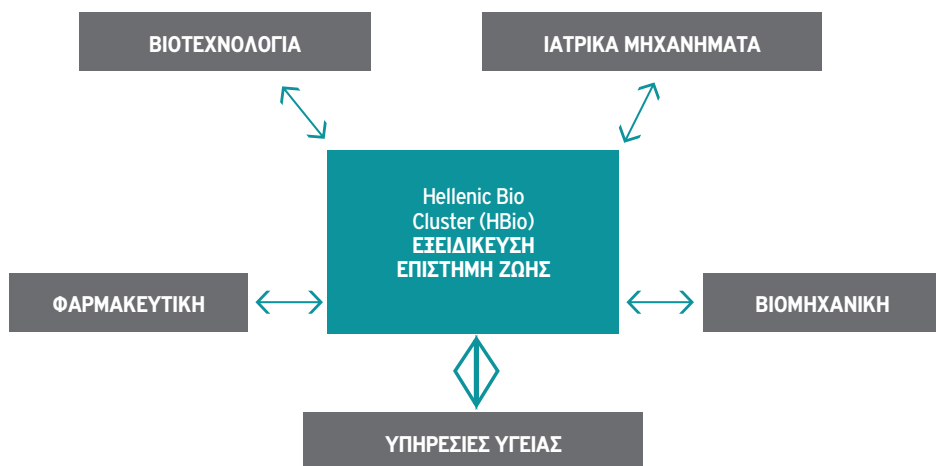 ΒΙΟΤΕΧΝΟΛΟΓΙΑ
ΙΑΤΡΙΚΑ ΜΗΧΑΝΗΜΑΤΑ
Hellenic Bio
Cluster (HBio)
ΕΞΕΙΔΙΚΕΥΣΗ
ΕΠΙΣΤΗΜΗ ΖΩΗΣ
ΦΑΡΜΑΚΕΥΤΙΚΗ
ΒΙΟΜΗΧΑΝΙΚΗ
ΥΠΗΡΕΣΙΕΣ ΥΓΕΙΑΣ